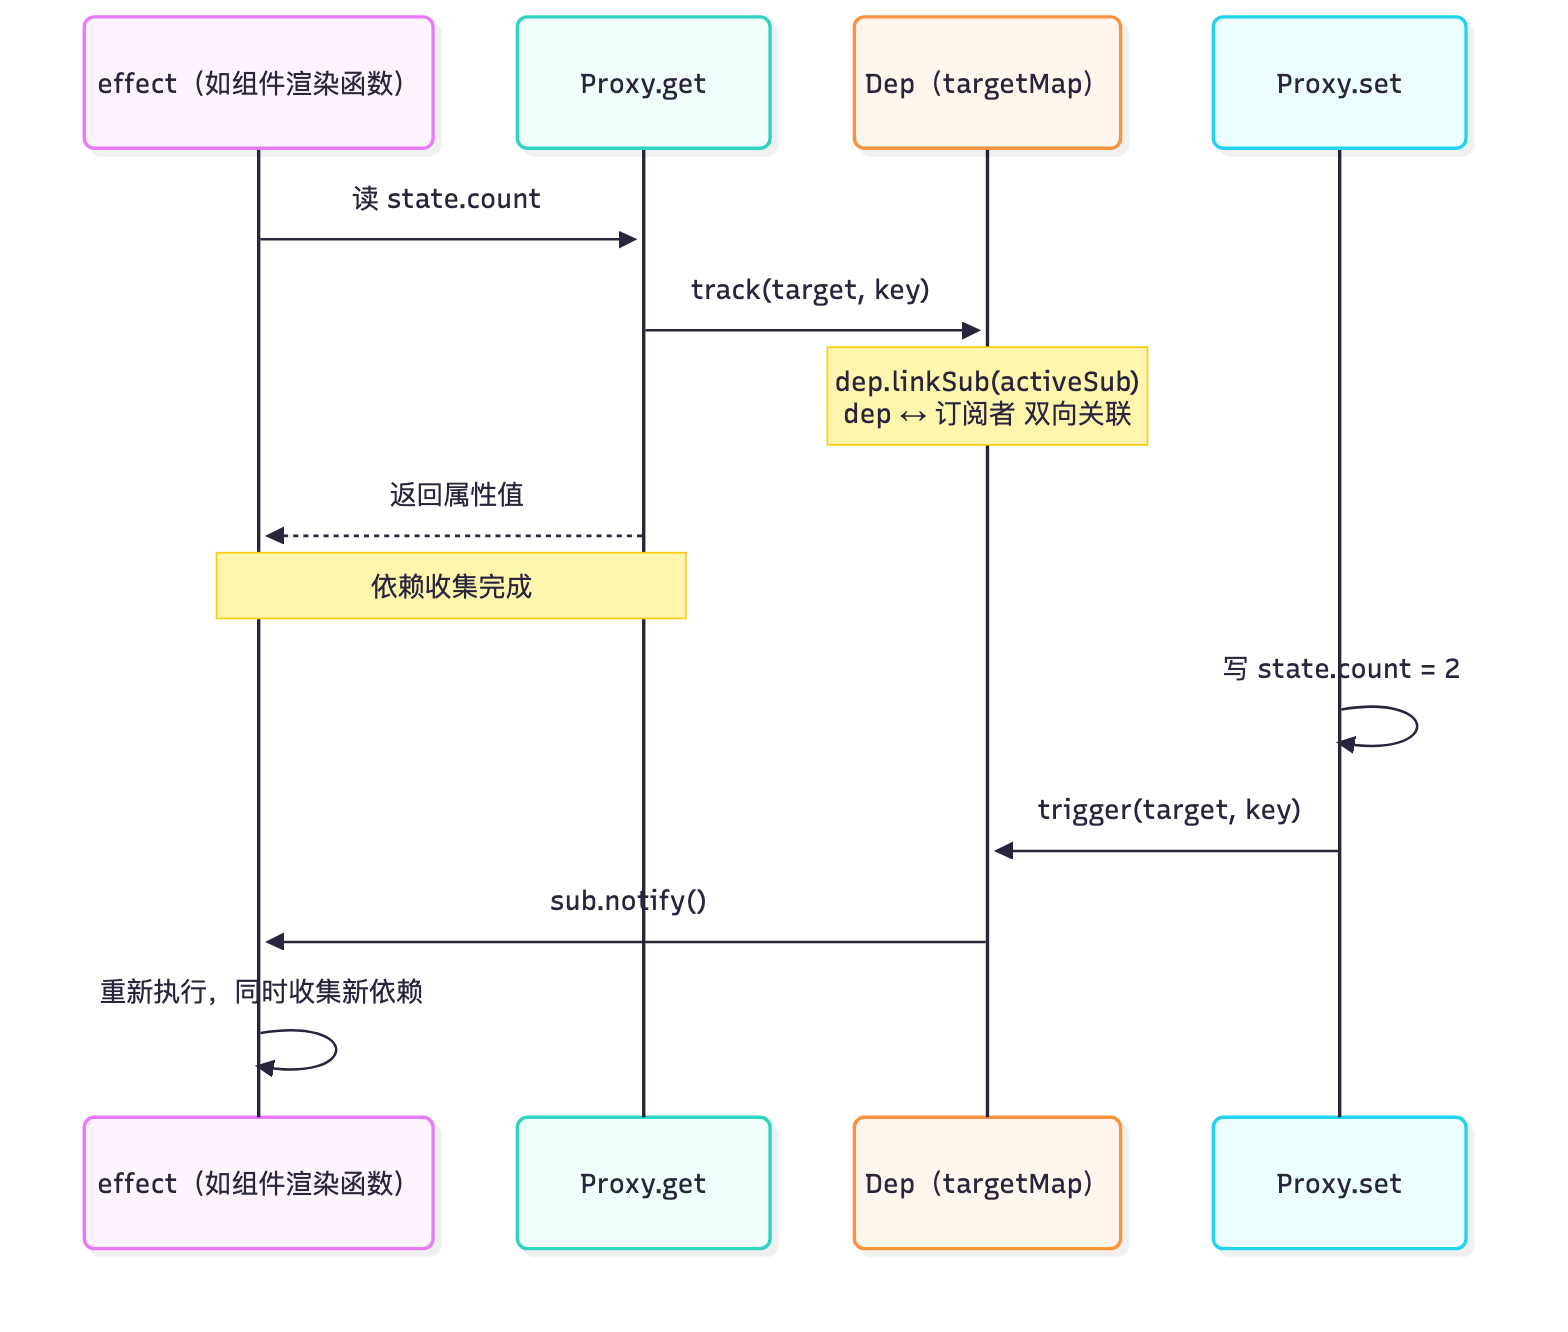 effect（如组件渲染函数）
Proxy.get
Dep（targetMap）
Proxy.set
读 state.count
track(target, key)
dep.linkSub(activeSub)
dep ↔ 订阅者 双向关联
返回属性值
依赖收集完成
写 state.count = 2
trigger(target, key)
sub.notify()
重新执行，同时收集新依赖
effect（如组件渲染函数）
Proxy.get
Dep（targetMap）
Proxy.set